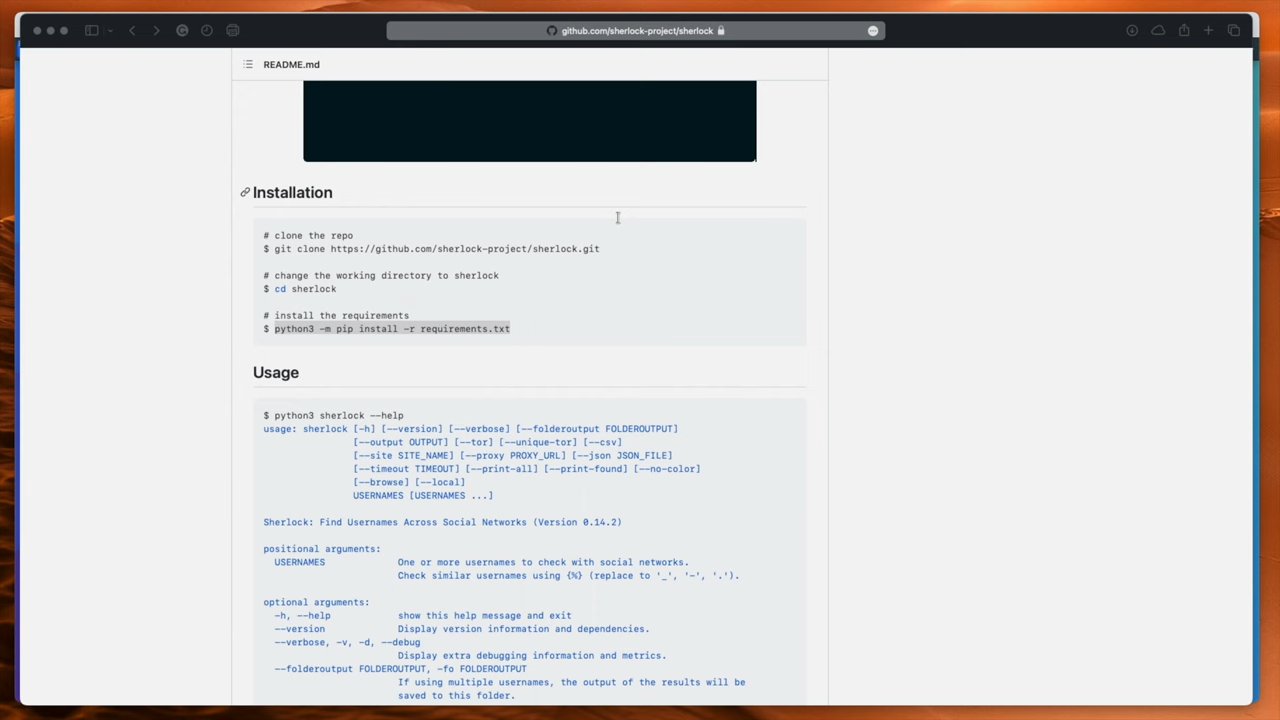 github.com/sherlock-project/sherlock
README.md
Installation
# clone the repo
$ git clone https://github.com/sherlock-project/sherlock.git
# change the working directory to sherlock
$ cd sherlock
# install the requirements
$ python3 -m pip install -r requirements.txt
Usage
$ python3 sherlock --help
usage: sherlock [-h] [--version] [--verbose] [--folderoutput FOLDEROUTPUT]
[--output OUTPUT] [--tor] [--unique-tor] [--csv]
[--site SITE_NAME] [--proxy PROXY_URL] [--json JSON_FILE]
[--timeout TIMEOUT] [--print-all] [--print-found] [--no-color]
[--browse] [--local]
USERNAMES [USERNAMES ...]
Sherlock: Find Usernames Across Social Networks (Version 0.14.2)
positional arguments:
USERNAMES One or more usernames to check with social networks.
Check similar usernames using {%} (replace to '_', '-', '.').
optional arguments:
-h, --help show this help message and exit
--version Display version information and dependencies.
--verbose, -v, -d, --debug
Display extra debugging information and metrics.
--folderoutput FOLDEROUTPUT, -fo FOLDEROUTPUT
If using multiple usernames, the output of the results will be
saved to this folder.